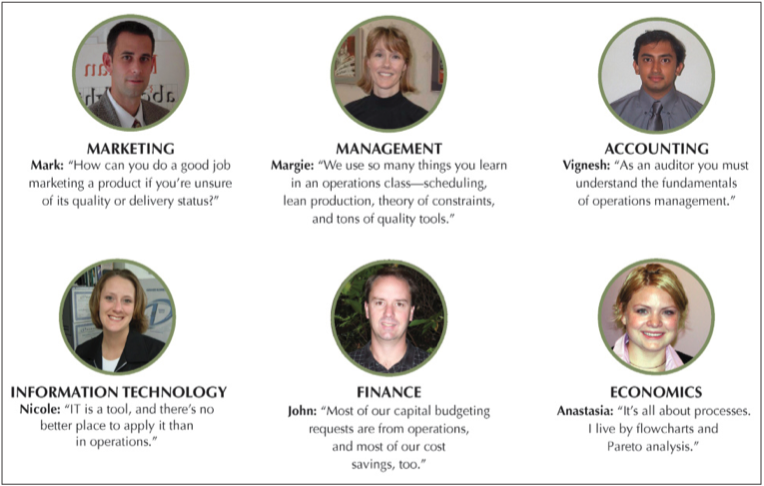 MARKETING
Mark: “How can you do a good job
marketing a product if you’re unsure
of its quality or delivery status?”
MANAGEMENT
Margie: “We use so many things you learn
in an operations class—scheduling,
lean production, theory of constraints,
and tons of quality tools.”
ACCOUNTING
Vignesh: “As an auditor you must
understand the fundamentals
of operations management.”
INFORMATION TECHNOLOGY
Nicole: “IT is a tool, and there’s no
better place to apply it than
in operations.”
FINANCE
John: “Most of our capital budgeting
requests are from operations,
and most of our cost
savings, too.”
ECONOMICS
Anastasia: “It’s all about processes.
I live by flowcharts and
Pareto analysis.”